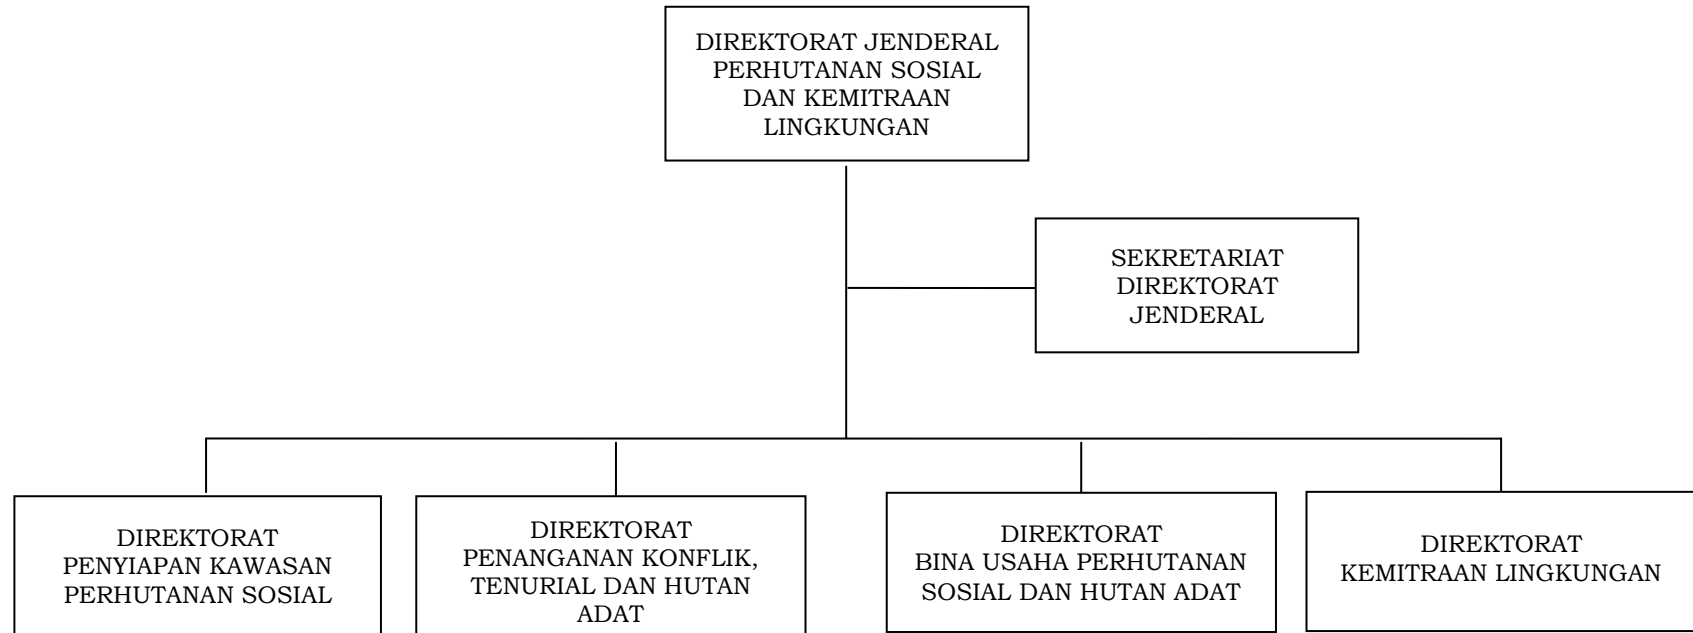 DIREKTORAT JENDERAL
PERHUTANAN SOSIAL
DAN KEMITRAAN
LINGKUNGAN
SEKRETARIAT
DIREKTORAT
JENDERAL
DIREKTORAT
PENYIAPAN KAWASAN
PERHUTANAN SOSIAL
DIREKTORAT
PENANGANAN KONFLIK,
TENURIAL DAN HUTAN
ADAT
DIREKTORAT
BINA USAHA PERHUTANAN
SOSIAL DAN HUTAN ADAT
DIREKTORAT
KEMITRAAN LINGKUNGAN